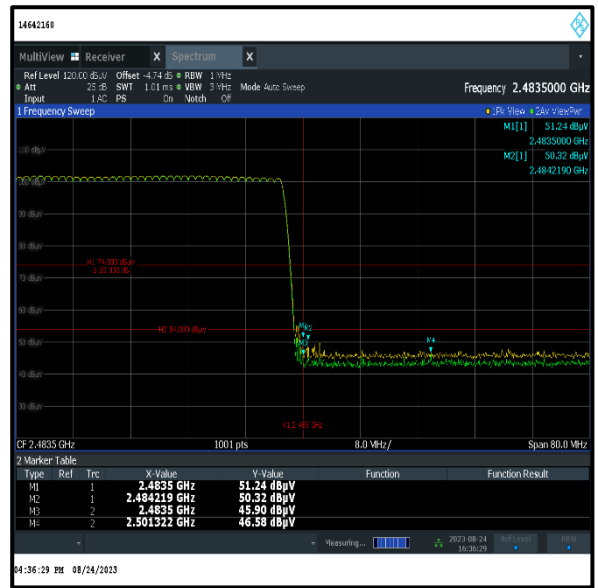 14642160
MultiView Receiver X Spectrum X
Ref Level 120.00 dBµV Offset -4.74 dB RBW 1 MHz
Att 25 dB SWT 1.01 ms VBW 3 MHz Mode Auto Sweep Frequency 2.4835000 GHz
Input 1 AC PS On Notch Off
1 Frequency Sweep 1Pk View 2Av ViewPwr
M1[1] 51.24 dBµV
2.4835000 GHz
110 dBµV M2[1] 50.32 dBµV
2.4842190 GHz
100 dBµV
90 dBµV
80 dBµV
H1 74.000 dBµV
70 dBµV
60 dBµV
H2 54.000 dBµV
M2
50 dBµV M3 M4
40 dBµV
30 dBµV
CF 2.4835 GHz 1001 pts 8.0 MHz/ Span 80.0 MHz
2 Marker Table
Type Ref Trc X-Value Y-Value Function Function Result
M1 1 2.4835 GHz 51.24 dBµV
M2 1 2.484219 GHz 50.32 dBµV
M3 2 2.4835 GHz 45.90 dBµV
M4 2 2.501322 GHz 46.58 dBµV
Measuring... 2023-08-24 Ref Level RBW
16:36:29
04:36:29 PM 08/24/2023